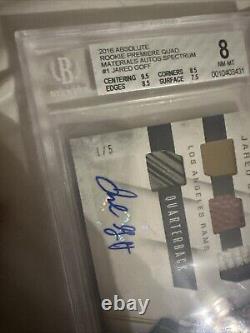 2016 ABSOLUTE
ROOKIE PREMIERE QUAD
MATERIALS AUTOS SPECTRUM
#1 JARED GOFF
CENTERING 9.5 CORNERS 8.5
EDGES 8.5 SURFACE 7.5
8
NM-MT
0010403431
1/5
QUARTERBACK
LOS ANGELES RAMS
JARED